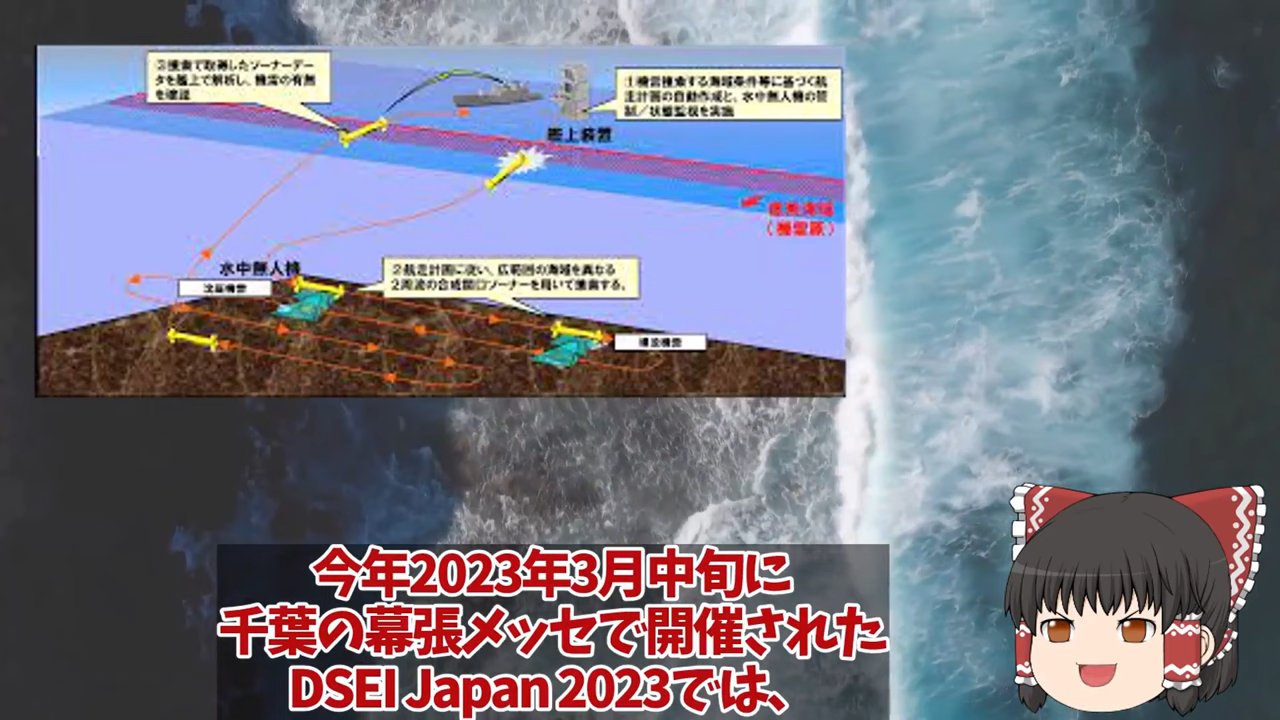 ③捜索で取得したソーナーデー
タを艦上で解析し、機雷の有無
を確認
①機雷捜索する海域条件等に基づく航
走計画の自動作成と、水中無人機の管
制／状態監視を実施
艦上装置
（機雷原）
水中無人機
②航走計画に従い、広範囲の海域を異なる
2周波の合成開口ソーナーを用いて捜索する。
沈底機雷
埋没機雷
今年2023年3月中旬に
千葉の幕張メッセで開催された
DSEI Japan 2023では、